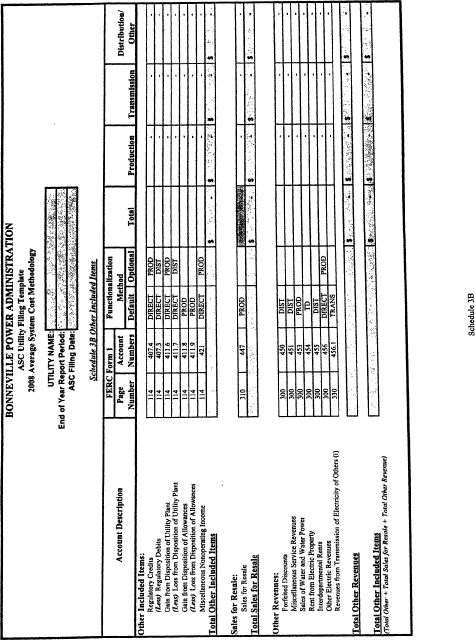 BONNEVILLE POWER ADMINISTRATION
ASC Utility Filing Template
2008 Average System Cost Methodology
UTILITY NAME:
End of Year Report Period:
ASC Filing Date:
Schedule 3B Other Included Items
Account Description
FERC Form 1
Page Number
Account Numbers
Functionalization Method
Default Optional
Total
Production
Transmission
Distribution/ Other
Other Included Items:
Regulatory Credits 114 407.4 DIRECT PROD -
(Less) Regulatory Debits 114 407.3 DIRECT DIST -
Gain from Disposition of Utility Plant 114 411.6 DIRECT PROD -
(Less) Loss from Disposition of Utility Plant 114 411.7 DIRECT DIST -
Gain from Disposition of Allowances 114 411.8 PROD -
(Less) Loss from Disposition of Allowances 114 411.9 PROD -
Miscellaneous Nonoperating Income 114 421 DIRECT PROD -
Total Other Included Items $ - $ - $ - $ -
Sales for Resale:
Sales for Resale 310 447 PROD - - -
Total Sales for Resale $ - $ - $ - $ -
Other Revenues:
Forfeited Discounts 300 450 DIST - - -
Miscellaneous Service Revenues 300 451 DIST - - -
Sales of Water and Water Power 300 453 PROD - - -
Rent from Electric Property 300 454 TD - - -
Interdepartmental Rents 300 455 DIST - - -
Other Electric Revenues 300 456 DIRECT PROD - - -
Revenues from Transmission of Electricity of Others (i) 330 456.1 TRANS - - -
Total Other Revenues $ - $ - $ - $ -
Total Other Included Items $ - $ - $ - $ -
(Total Other + Total Sales for Resale + Total Other Revenue)
Schedule 3B